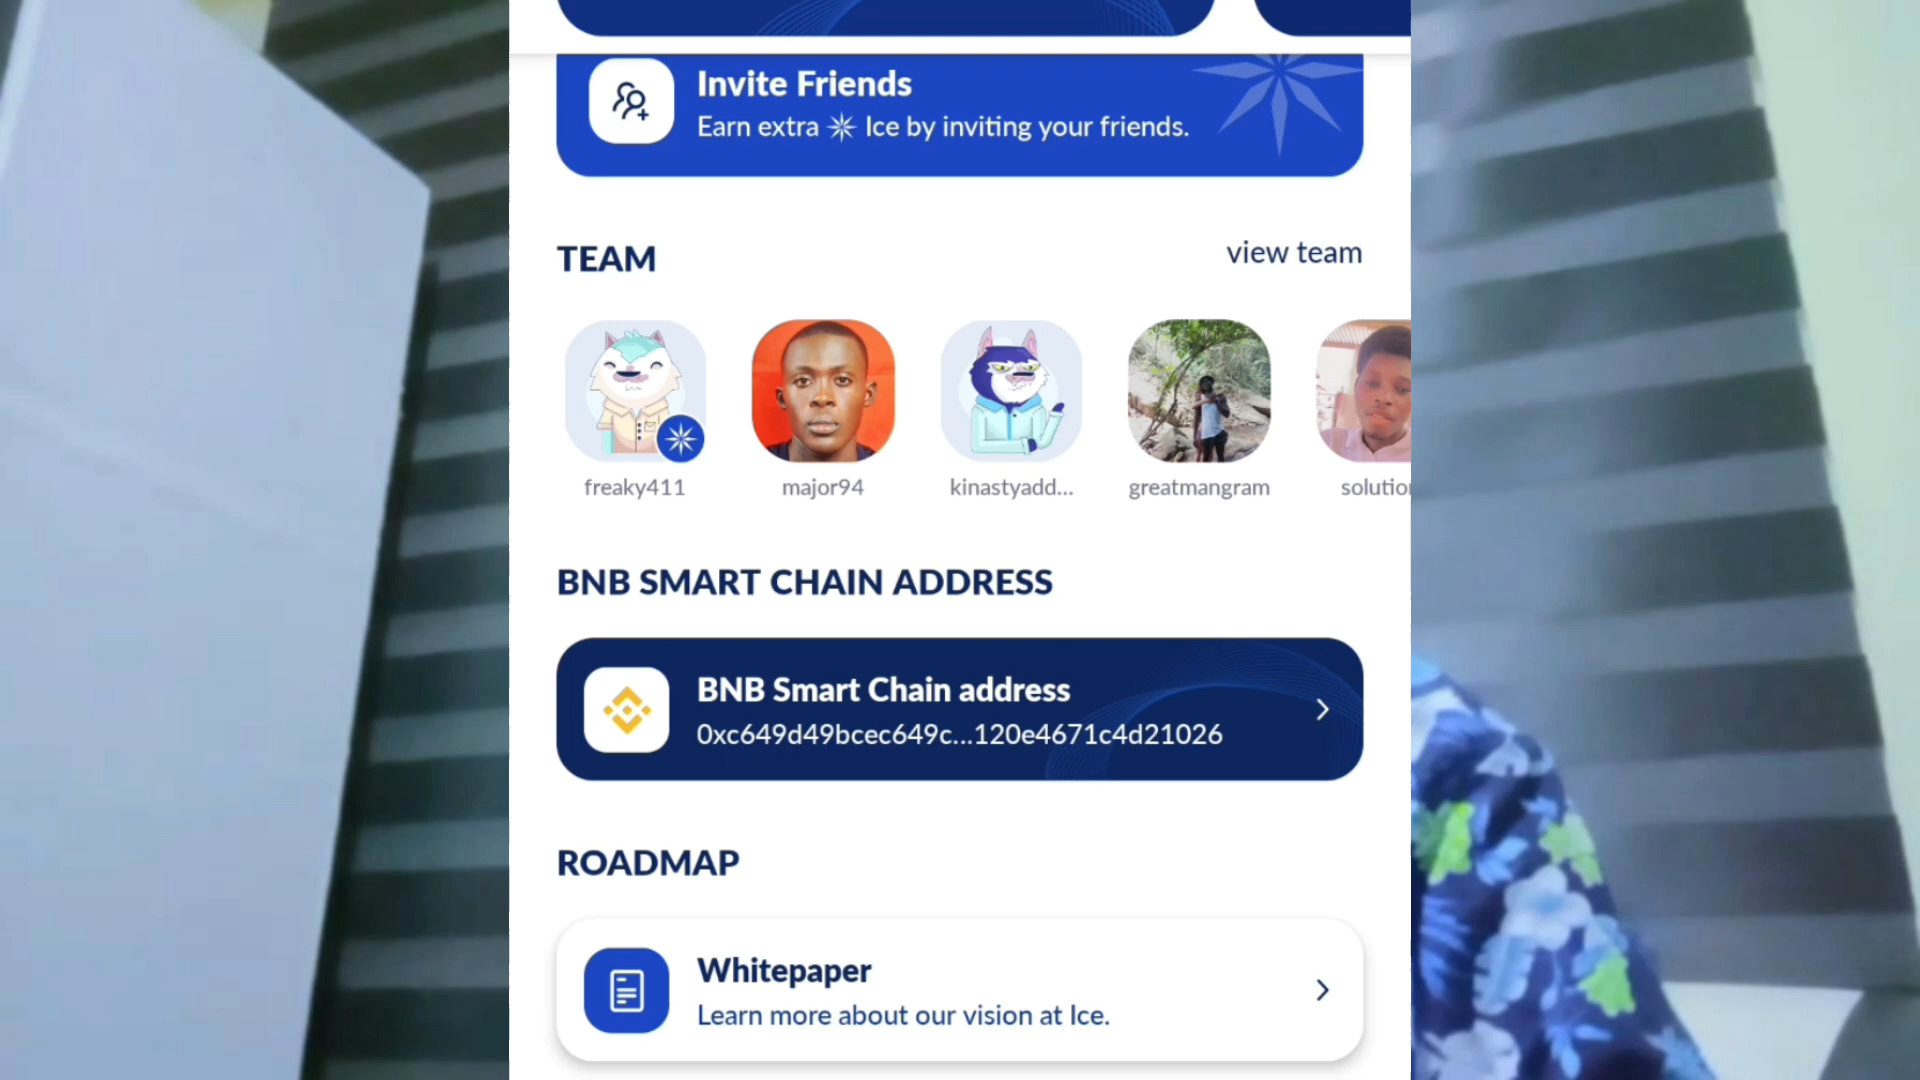 Invite Friends
Earn extra Ice by inviting your friends.
TEAM
view team
freaky411
major94
kinastyadd...
greatmangram
solution
BNB SMART CHAIN ADDRESS
BNB Smart Chain address
0xc649d49bcec649c...120e4671c4d21026
ROADMAP
Whitepaper
Learn more about our vision at Ice.